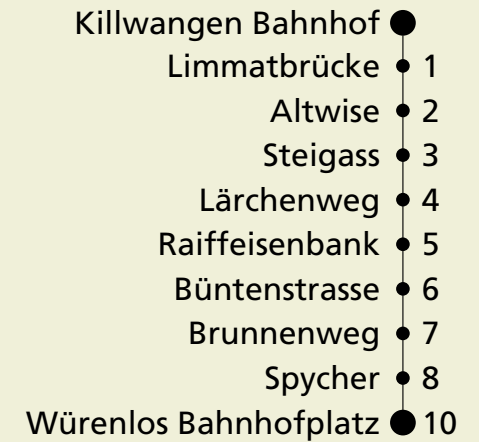 Killwangen Bahnhof
Limmatbrücke 1
Altwise 2
Steigass 3
Lärchenweg 4
Raiffeisenbank 5
Büntenstrasse 6
Brunnenweg 7
Spycher 8
Würenlos Bahnhofplatz 10